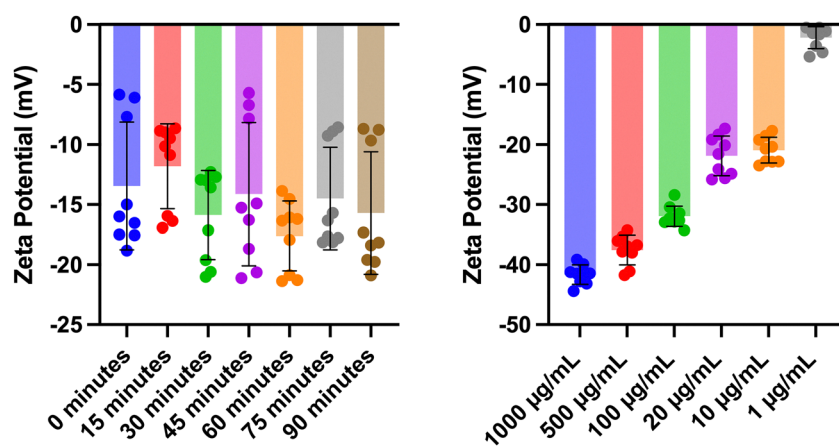 Zeta Potential (mV)
0
-5
-10
-15
-20
-25
0 minutes
15 minutes
30 minutes
45 minutes
60 minutes
75 minutes
90 minutes
Zeta Potential (mV)
0
-10
-20
-30
-40
-50
1000 µg/mL
500 µg/mL
100 µg/mL
20 µg/mL
10 µg/mL
1 µg/mL